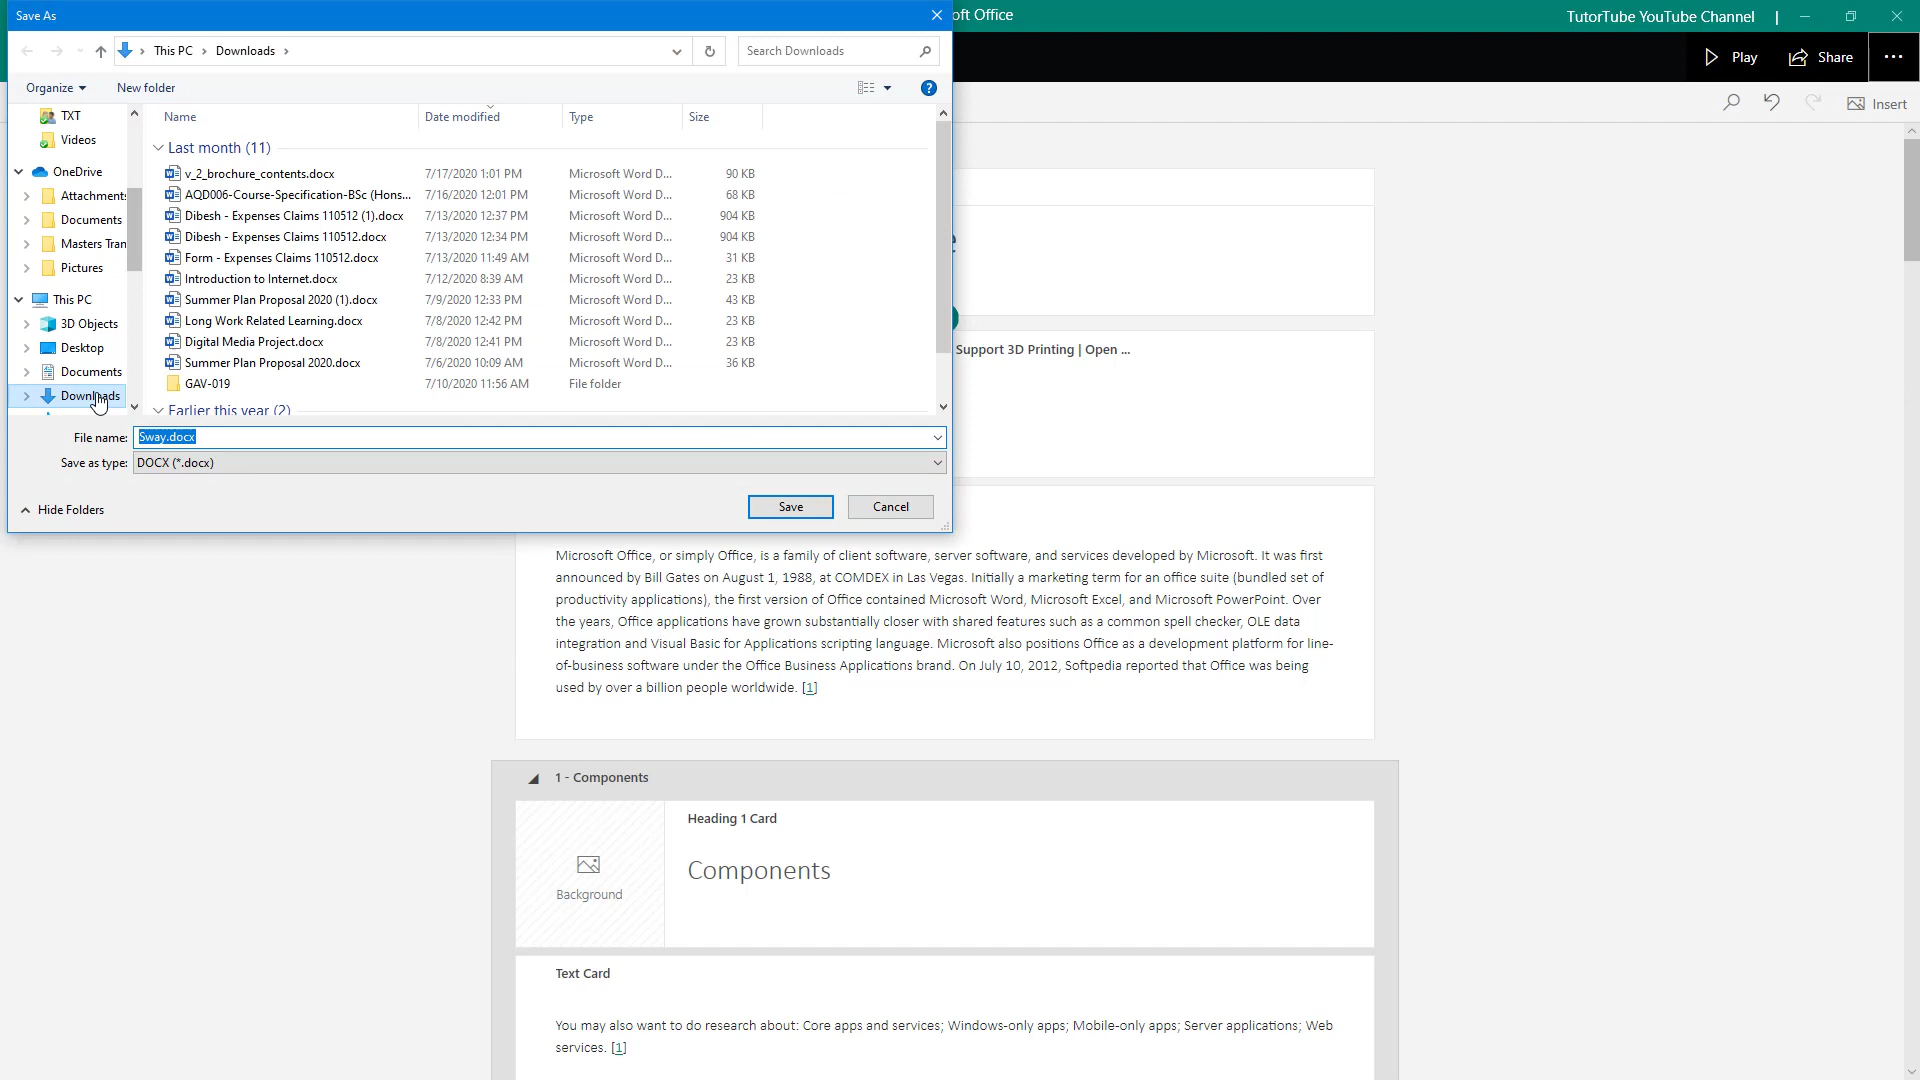 Save As
oft Office
TutorTube YouTube Channel |
This PC > Downloads >
Search Downloads
Play
Share
Organize
New folder
Insert
TXT
Videos
OneDrive
Attachments
Documents
Masters Tran
Pictures
This PC
3D Objects
Desktop
Documents
Downloads
Name Date modified Type Size
Last month (11)
v_2_brochure_contents.docx 7/17/2020 1:01 PM Microsoft Word D... 90 KB
AQD006-Course-Specification-BSc (Hons... 7/16/2020 12:01 PM Microsoft Word D... 68 KB
Dibesh - Expenses Claims 110512 (1).docx 7/13/2020 12:37 PM Microsoft Word D... 904 KB
Dibesh - Expenses Claims 110512.docx 7/13/2020 12:34 PM Microsoft Word D... 904 KB
Form - Expenses Claims 110512.docx 7/13/2020 11:49 AM Microsoft Word D... 31 KB
Introduction to Internet.docx 7/12/2020 8:39 AM Microsoft Word D... 23 KB
Summer Plan Proposal 2020 (1).docx 7/9/2020 12:33 PM Microsoft Word D... 43 KB
Long Work Related Learning.docx 7/8/2020 12:42 PM Microsoft Word D... 23 KB
Digital Media Project.docx 7/8/2020 12:41 PM Microsoft Word D... 23 KB
Summer Plan Proposal 2020.docx 7/6/2020 10:09 AM Microsoft Word D... 36 KB
GAV-019 7/10/2020 11:56 AM File folder
Earlier this year (2)
File name: Sway.docx
Save as type: DOCX (*.docx)
Hide Folders
Save
Cancel
Support 3D Printing | Open ...
Microsoft Office, or simply Office, is a family of client software, server software, and services developed by Microsoft. It was first
announced by Bill Gates on August 1, 1988, at COMDEX in Las Vegas. Initially a marketing term for an office suite (bundled set of
productivity applications), the first version of Office contained Microsoft Word, Microsoft Excel, and Microsoft PowerPoint. Over
the years, Office applications have grown substantially closer with shared features such as a common spell checker, OLE data
integration and Visual Basic for Applications scripting language. Microsoft also positions Office as a development platform for line-
of-business software under the Office Business Applications brand. On July 10, 2012, Softpedia reported that Office was being
used by over a billion people worldwide. [1]
1 - Components
Heading 1 Card
Components
Background
Text Card
You may also want to do research about: Core apps and services; Windows-only apps; Mobile-only apps; Server applications; Web
services. [1]